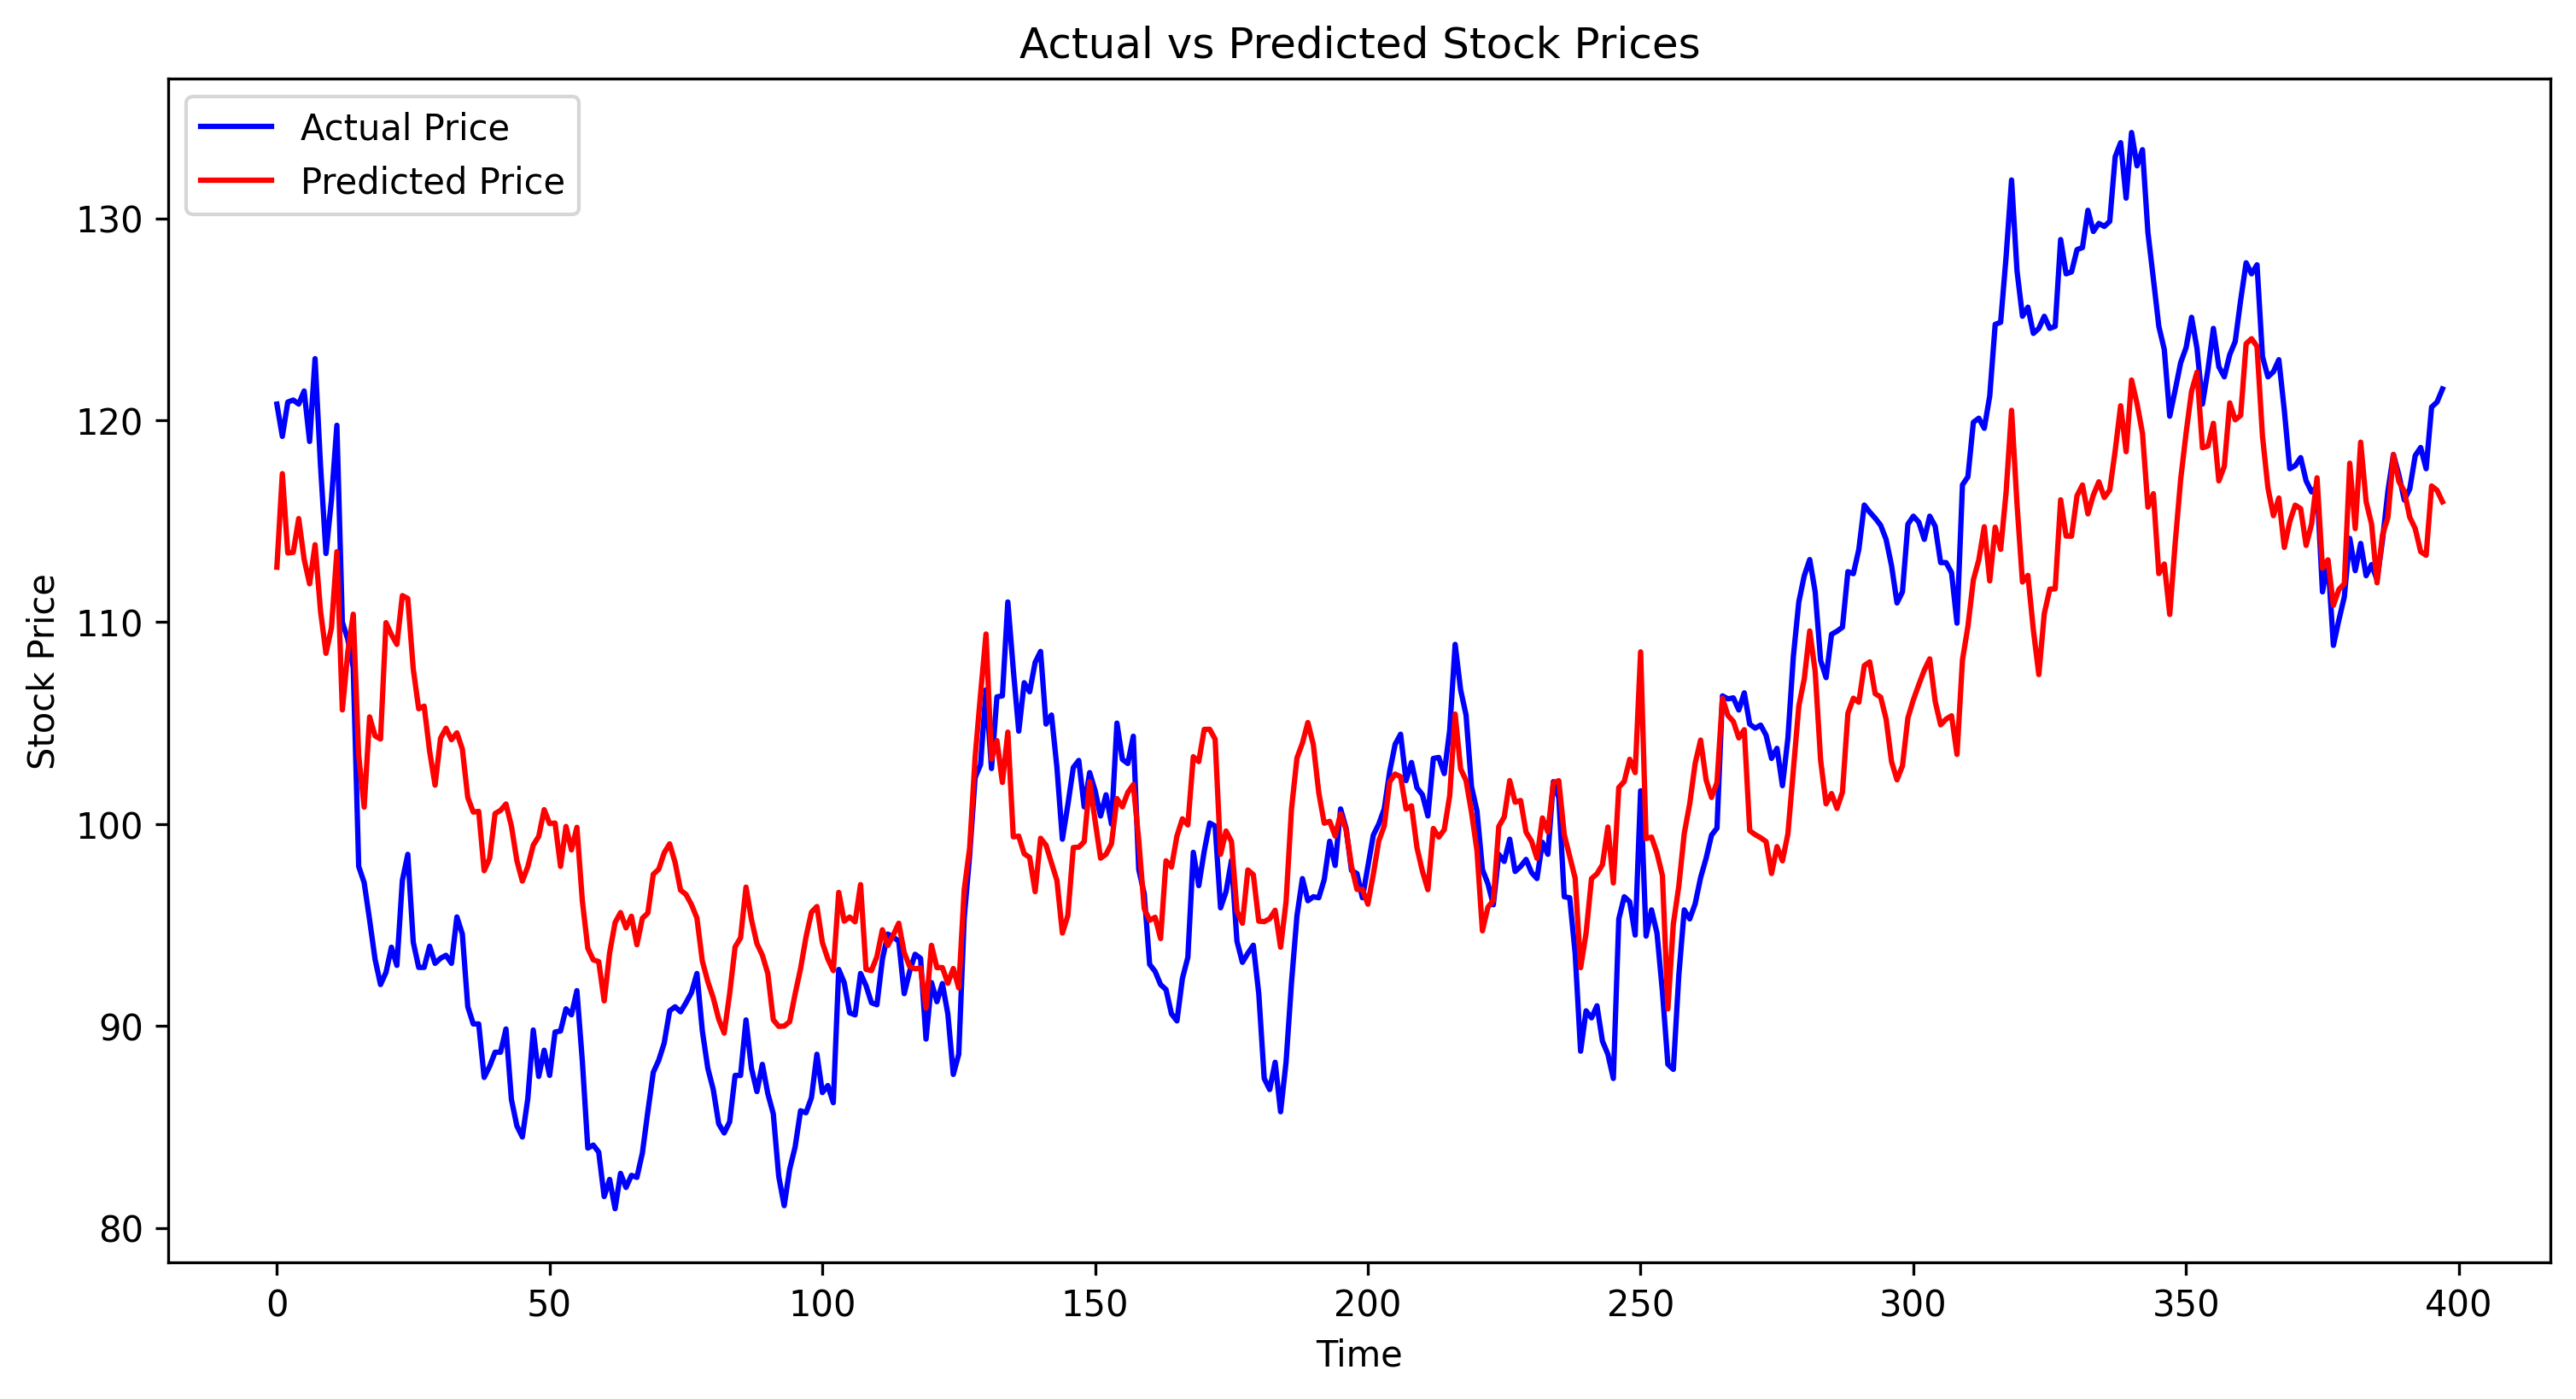 Actual vs Predicted Stock Prices
Actual Price
Predicted Price
Stock Price
130
120
110
100
90
80
0 50 100 150 200 250 300 350 400
Time